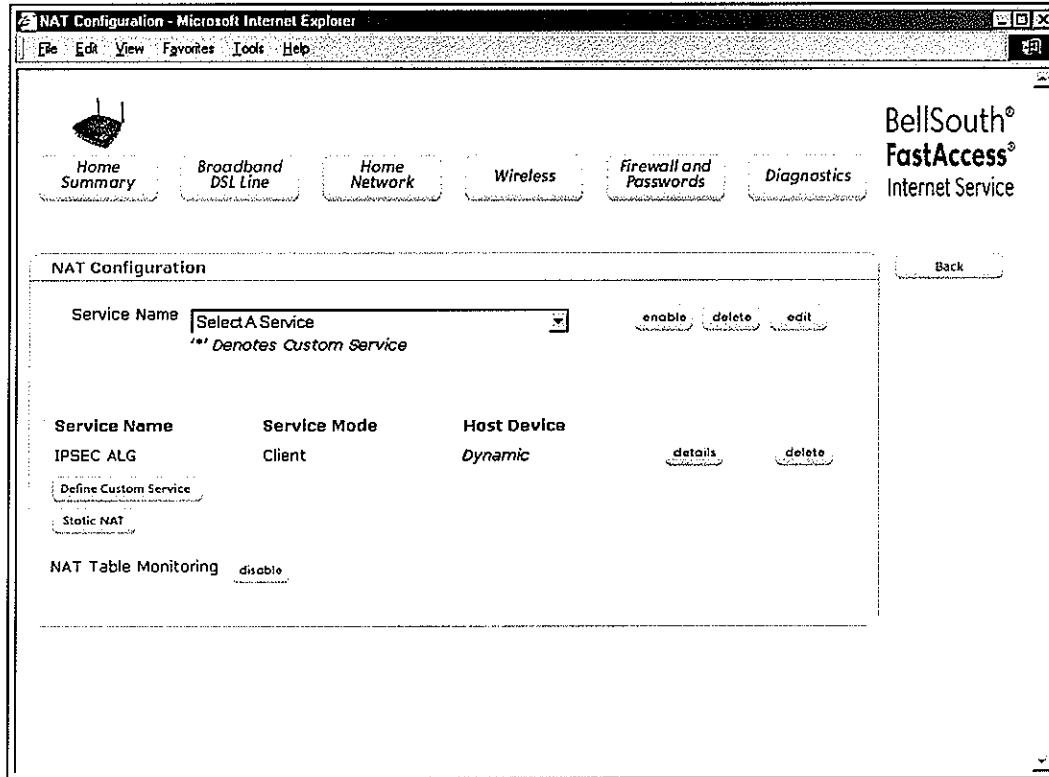 NAT Configuration - Microsoft Internet Explorer
File Edit View Favorites Tools Help
BellSouth®
FastAccess®
Internet Service
Home Summary
Broadband DSL Line
Home Network
Wireless
Firewall and Passwords
Diagnostics
NAT Configuration
Back
Service Name Select A Service enable delete edit
'*' Denotes Custom Service
Service Name Service Mode Host Device
IPSEC ALG Client Dynamic details delete
Define Custom Service
Static NAT
NAT Table Monitoring disable